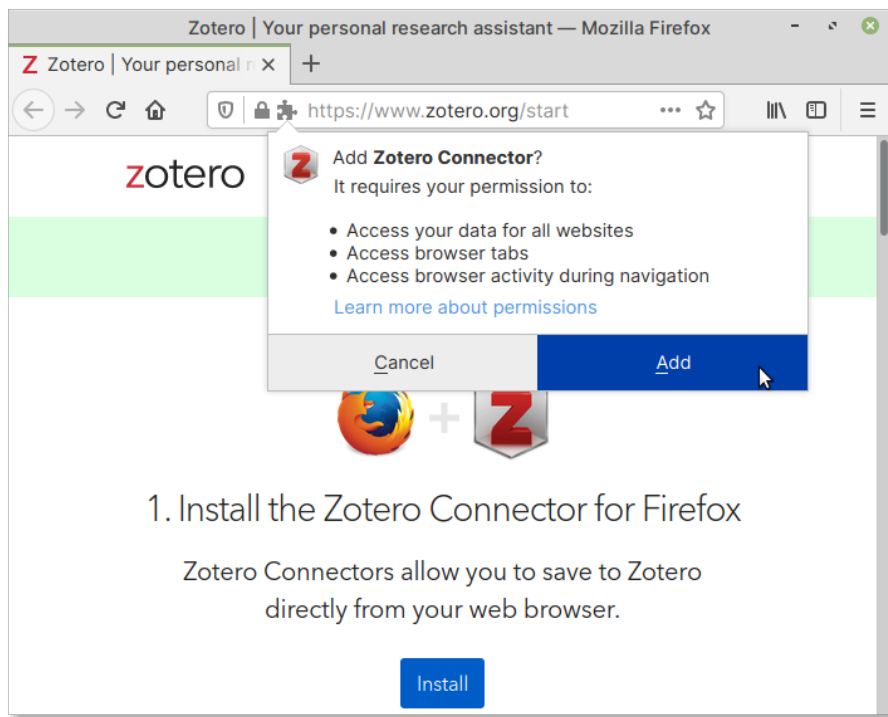 Zotero | Your personal research assistant — Mozilla Firefox
Z Zotero | Your personal
https://www.zotero.org/start
zotero
Z
Add Zotero Connector?
It requires your permission to:
• Access your data for all websites
• Access browser tabs
• Access browser activity during navigation
Learn more about permissions
Cancel Add
+ Z
1. Install the Zotero Connector for Firefox
Zotero Connectors allow you to save to Zotero
directly from your web browser.
Install